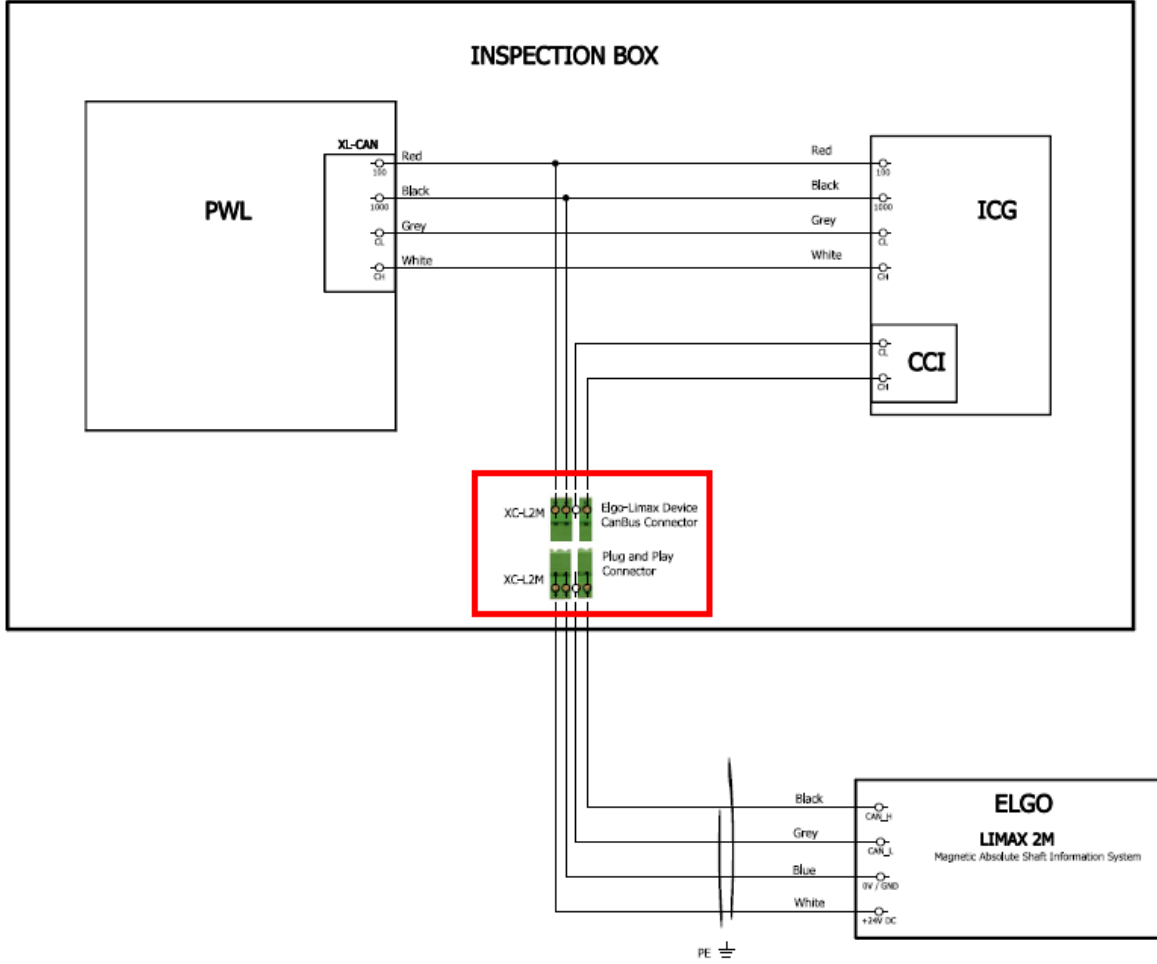 INSPECTION BOX
XL-CAN
PWL
100
1000
CL
CH
Red
Black
Grey
White
Red
Black
Grey
White
100
1000
CL
CH
ICG
CL
CH
CCI
XC-L2M
Elgo-Limax Device
CanBus Connector
XC-L2M
Plug and Play
Connector
Black
Grey
Blue
White
CAN_H
CAN_L
0V / GND
+24V DC
ELGO
LIMAX 2M
Magnetic Absolute Shaft Information System
PE